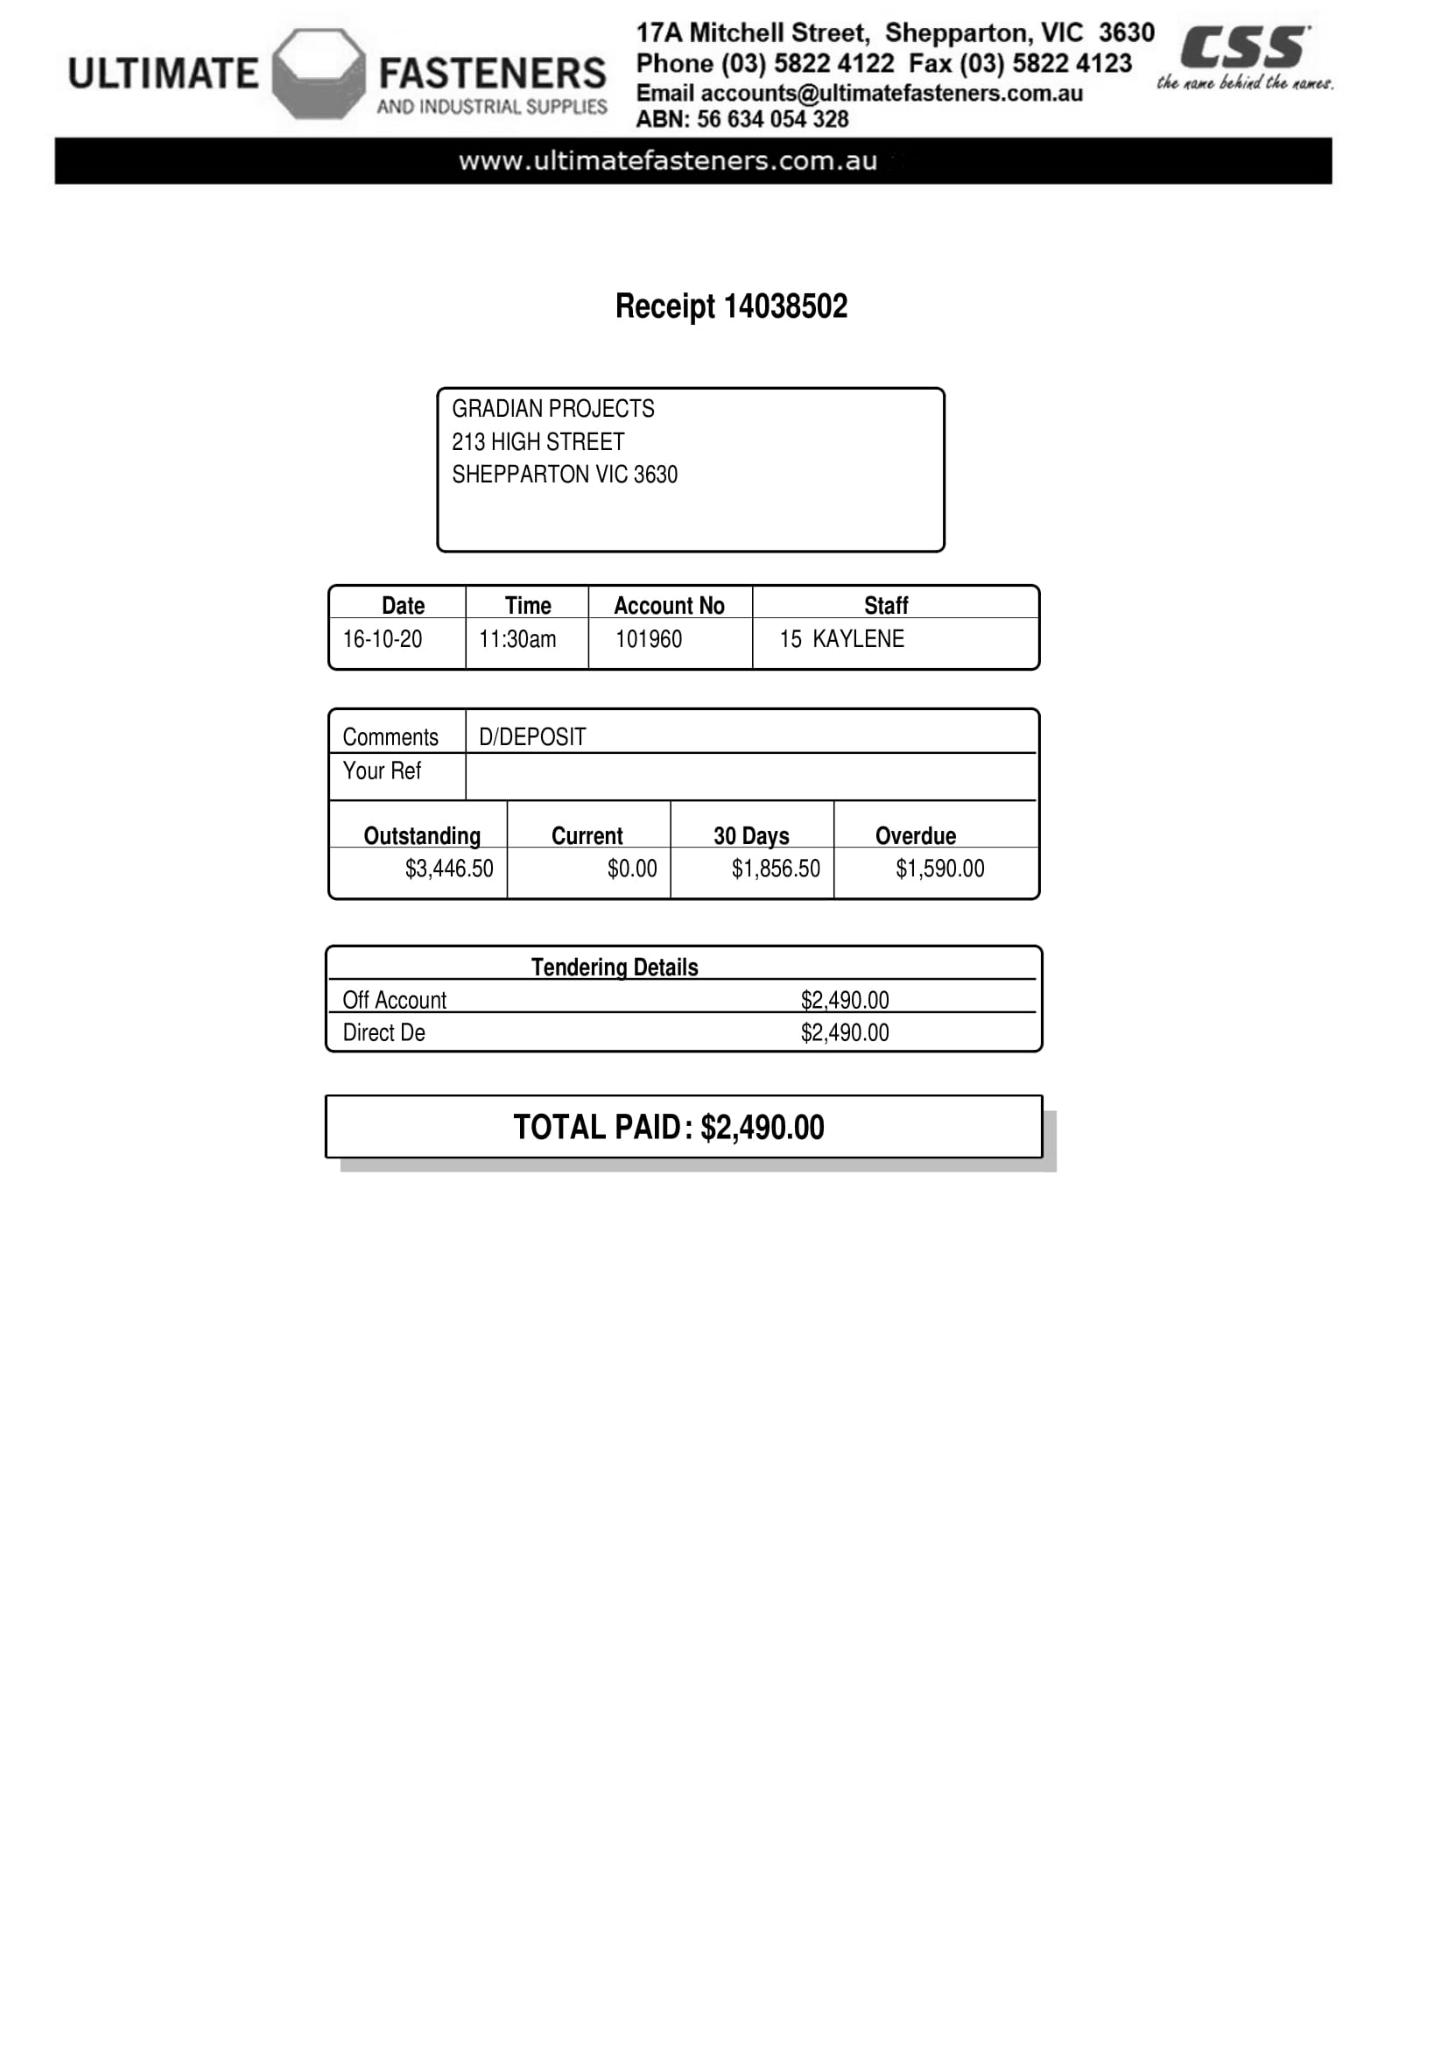 ULTIMATE FASTENERS
AND INDUSTRIAL SUPPLIES
17A Mitchell Street, Shepparton, VIC 3630
Phone (03) 5822 4122 Fax (03) 5822 4123
Email accounts@ultimatefasteners.com.au
ABN: 56 634 054 328
CSS
the name behind the names.
www.ultimatefasteners.com.au
Receipt 14038502
GRADIAN PROJECTS
213 HIGH STREET
SHEPPARTON VIC 3630
Date Time Account No Staff
16-10-20 11:30am 101960 15 KAYLENE
Comments D/DEPOSIT
Your Ref
Outstanding Current 30 Days Overdue
$3,446.50 $0.00 $1,856.50 $1,590.00
Tendering Details
Off Account $2,490.00
Direct De $2,490.00
TOTAL PAID: $2,490.00